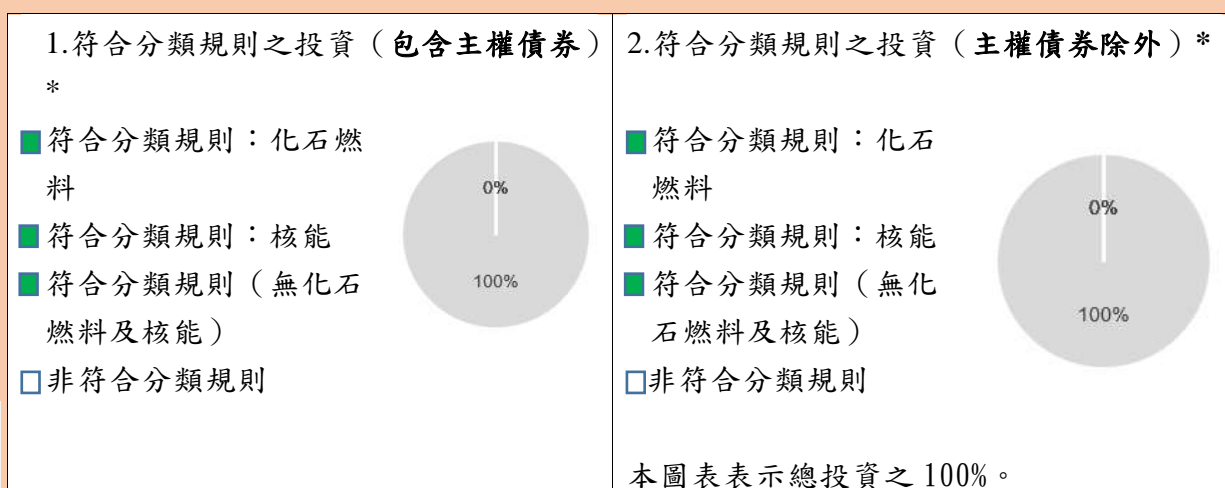 1.符合分類規則之投資（包含主權債券）
*
符合分類規則：化石燃
料
0%
符合分類規則：核能
符合分類規則（無化石
100%
燃料及核能）
非符合分類規則
2.符合分類規則之投資（主權債券除外）*
符合分類規則：化石
燃料
0%
符合分類規則：核能
符合分類規則（無化
石燃料及核能）
100%
非符合分類規則
本圖表表示總投資之 100%。